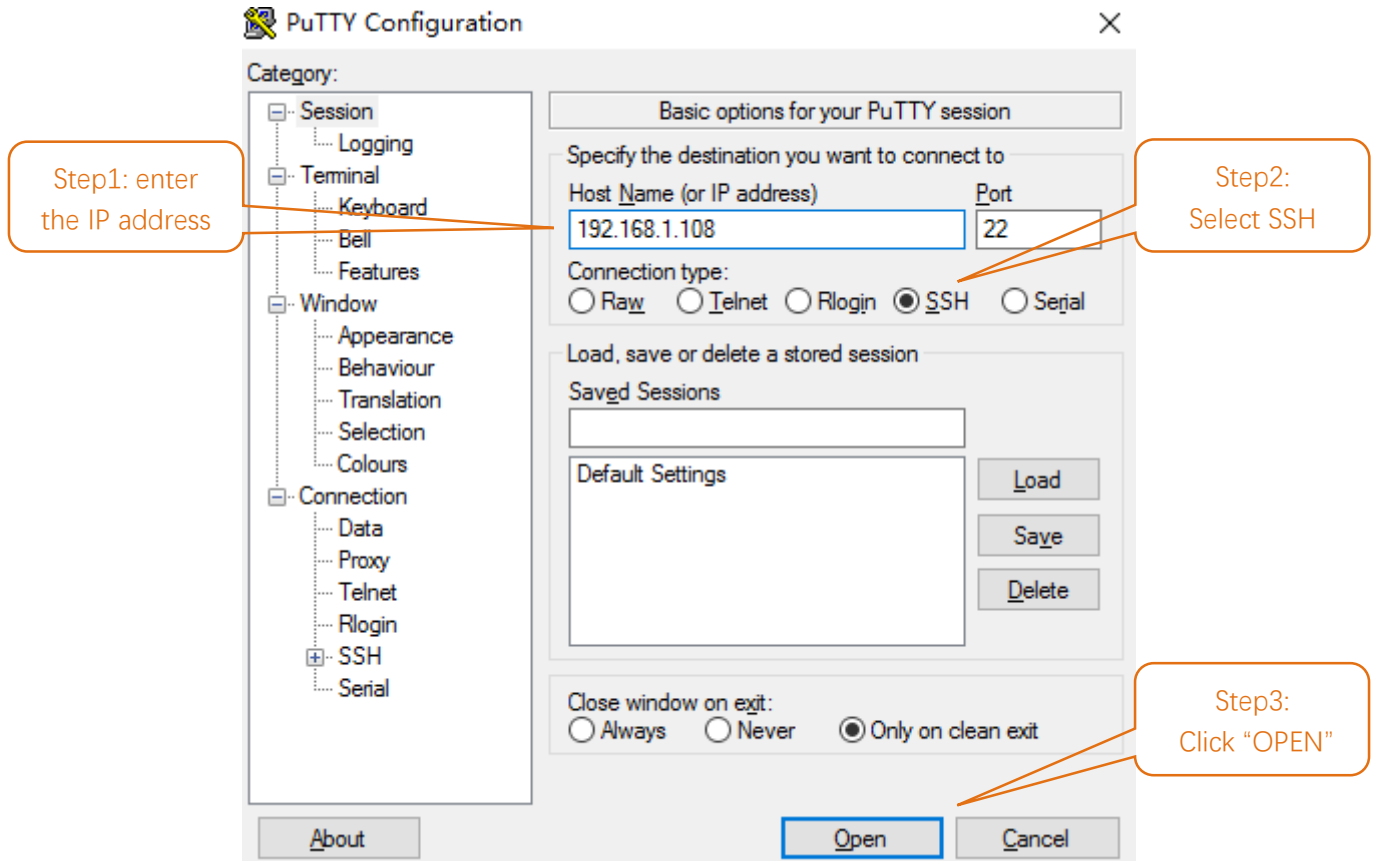 PuTTY Configuration
Category:
Session
Logging
Terminal
Keyboard
Bell
Features
Window
Appearance
Behaviour
Translation
Selection
Colours
Connection
Data
Proxy
Telnet
Rlogin
SSH
Serial
Basic options for your PuTTY session
Specify the destination you want to connect to
Host Name (or IP address) Port
192.168.1.108 22
Connection type:
Raw Telnet Rlogin SSH Serial
Load, save or delete a stored session
Saved Sessions
Default Settings
Load
Save
Delete
Close window on exit:
Always Never Only on clean exit
About Open Cancel
Step1: enter
the IP address
Step2:
Select SSH
Step3:
Click “OPEN”